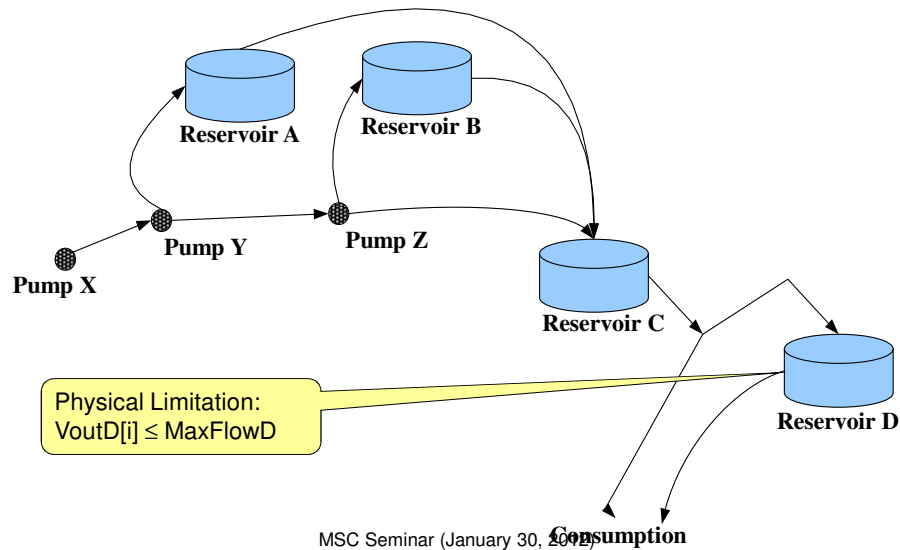 Reservoir A
Reservoir B
Pump Y
Pump Z
Pump X
Reservoir C
Physical Limitation:
VoutD[i] ≤ MaxFlowD
Reservoir D
Consumption
MSC Seminar (January 30, 2012)